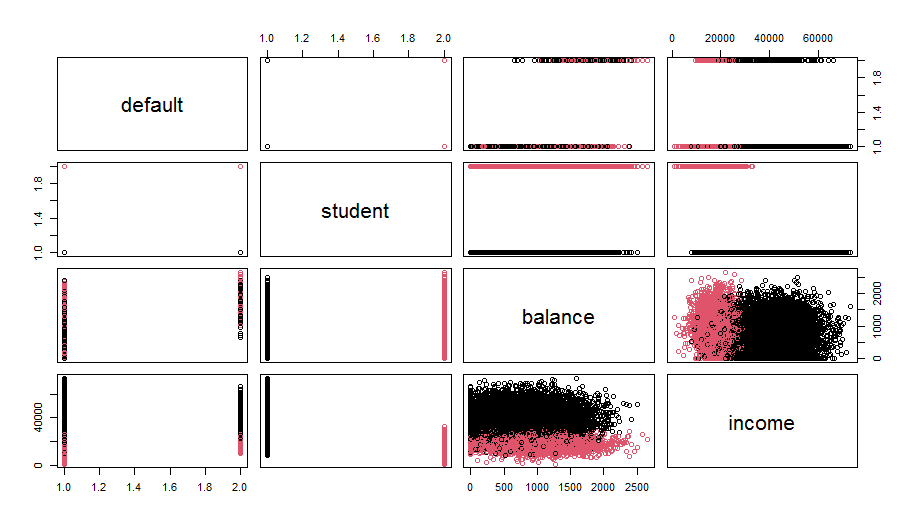 1.0 1.2 1.4 1.6 1.8 2.0 0 20000 40000 60000
default
1.0 1.4 1.8
1.0 1.4 1.8
student
balance
0 1000 2000
0 40000
income
1.0 1.2 1.4 1.6 1.8 2.0 0 500 1000 1500 2000 2500